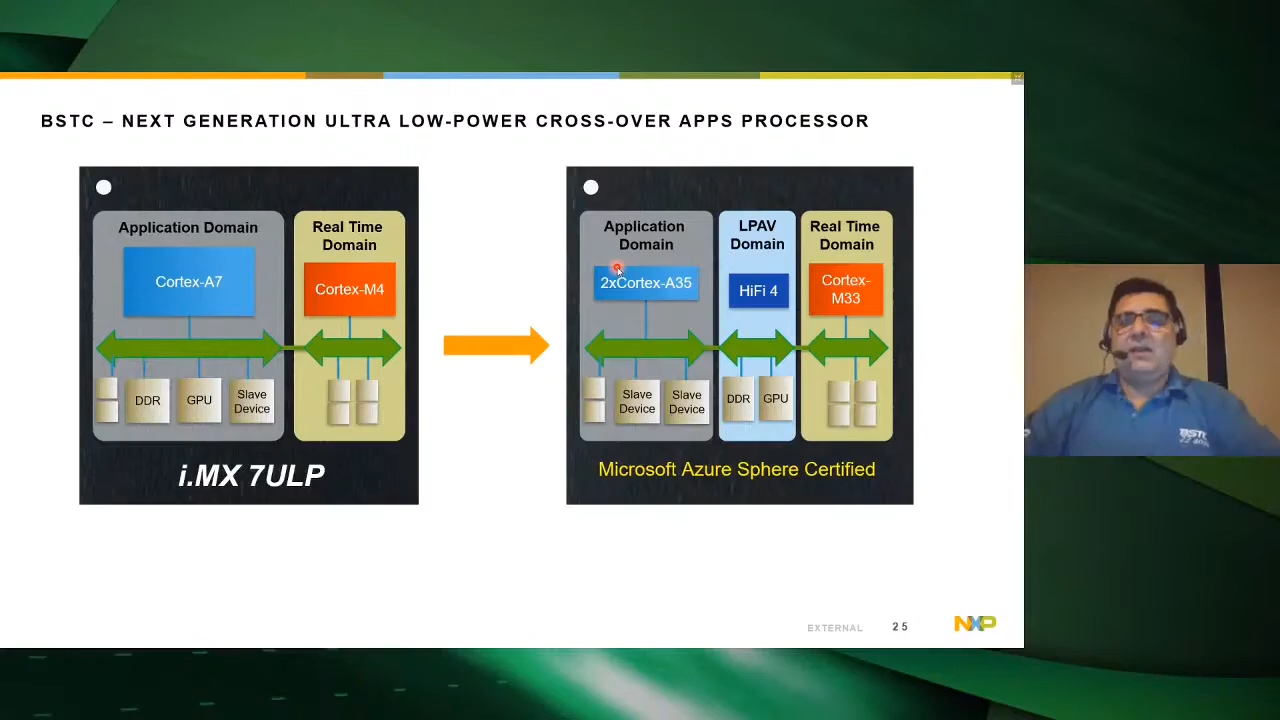 BSTC – NEXT GENERATION ULTRA LOW-POWER CROSS-OVER APPS PROCESSOR
Application Domain
Real Time
Domain
Cortex-A7
Cortex-M4
DDR
GPU
Slave
Device
i.MX 7ULP
Application
Domain
LPAV
Domain
Real Time
Domain
2xCortex-A35
HiFi 4
Cortex-
M33
Slave
Device
Slave
Device
DDR
GPU
Microsoft Azure Sphere Certified
EXTERNAL
25
NXP
BSTC